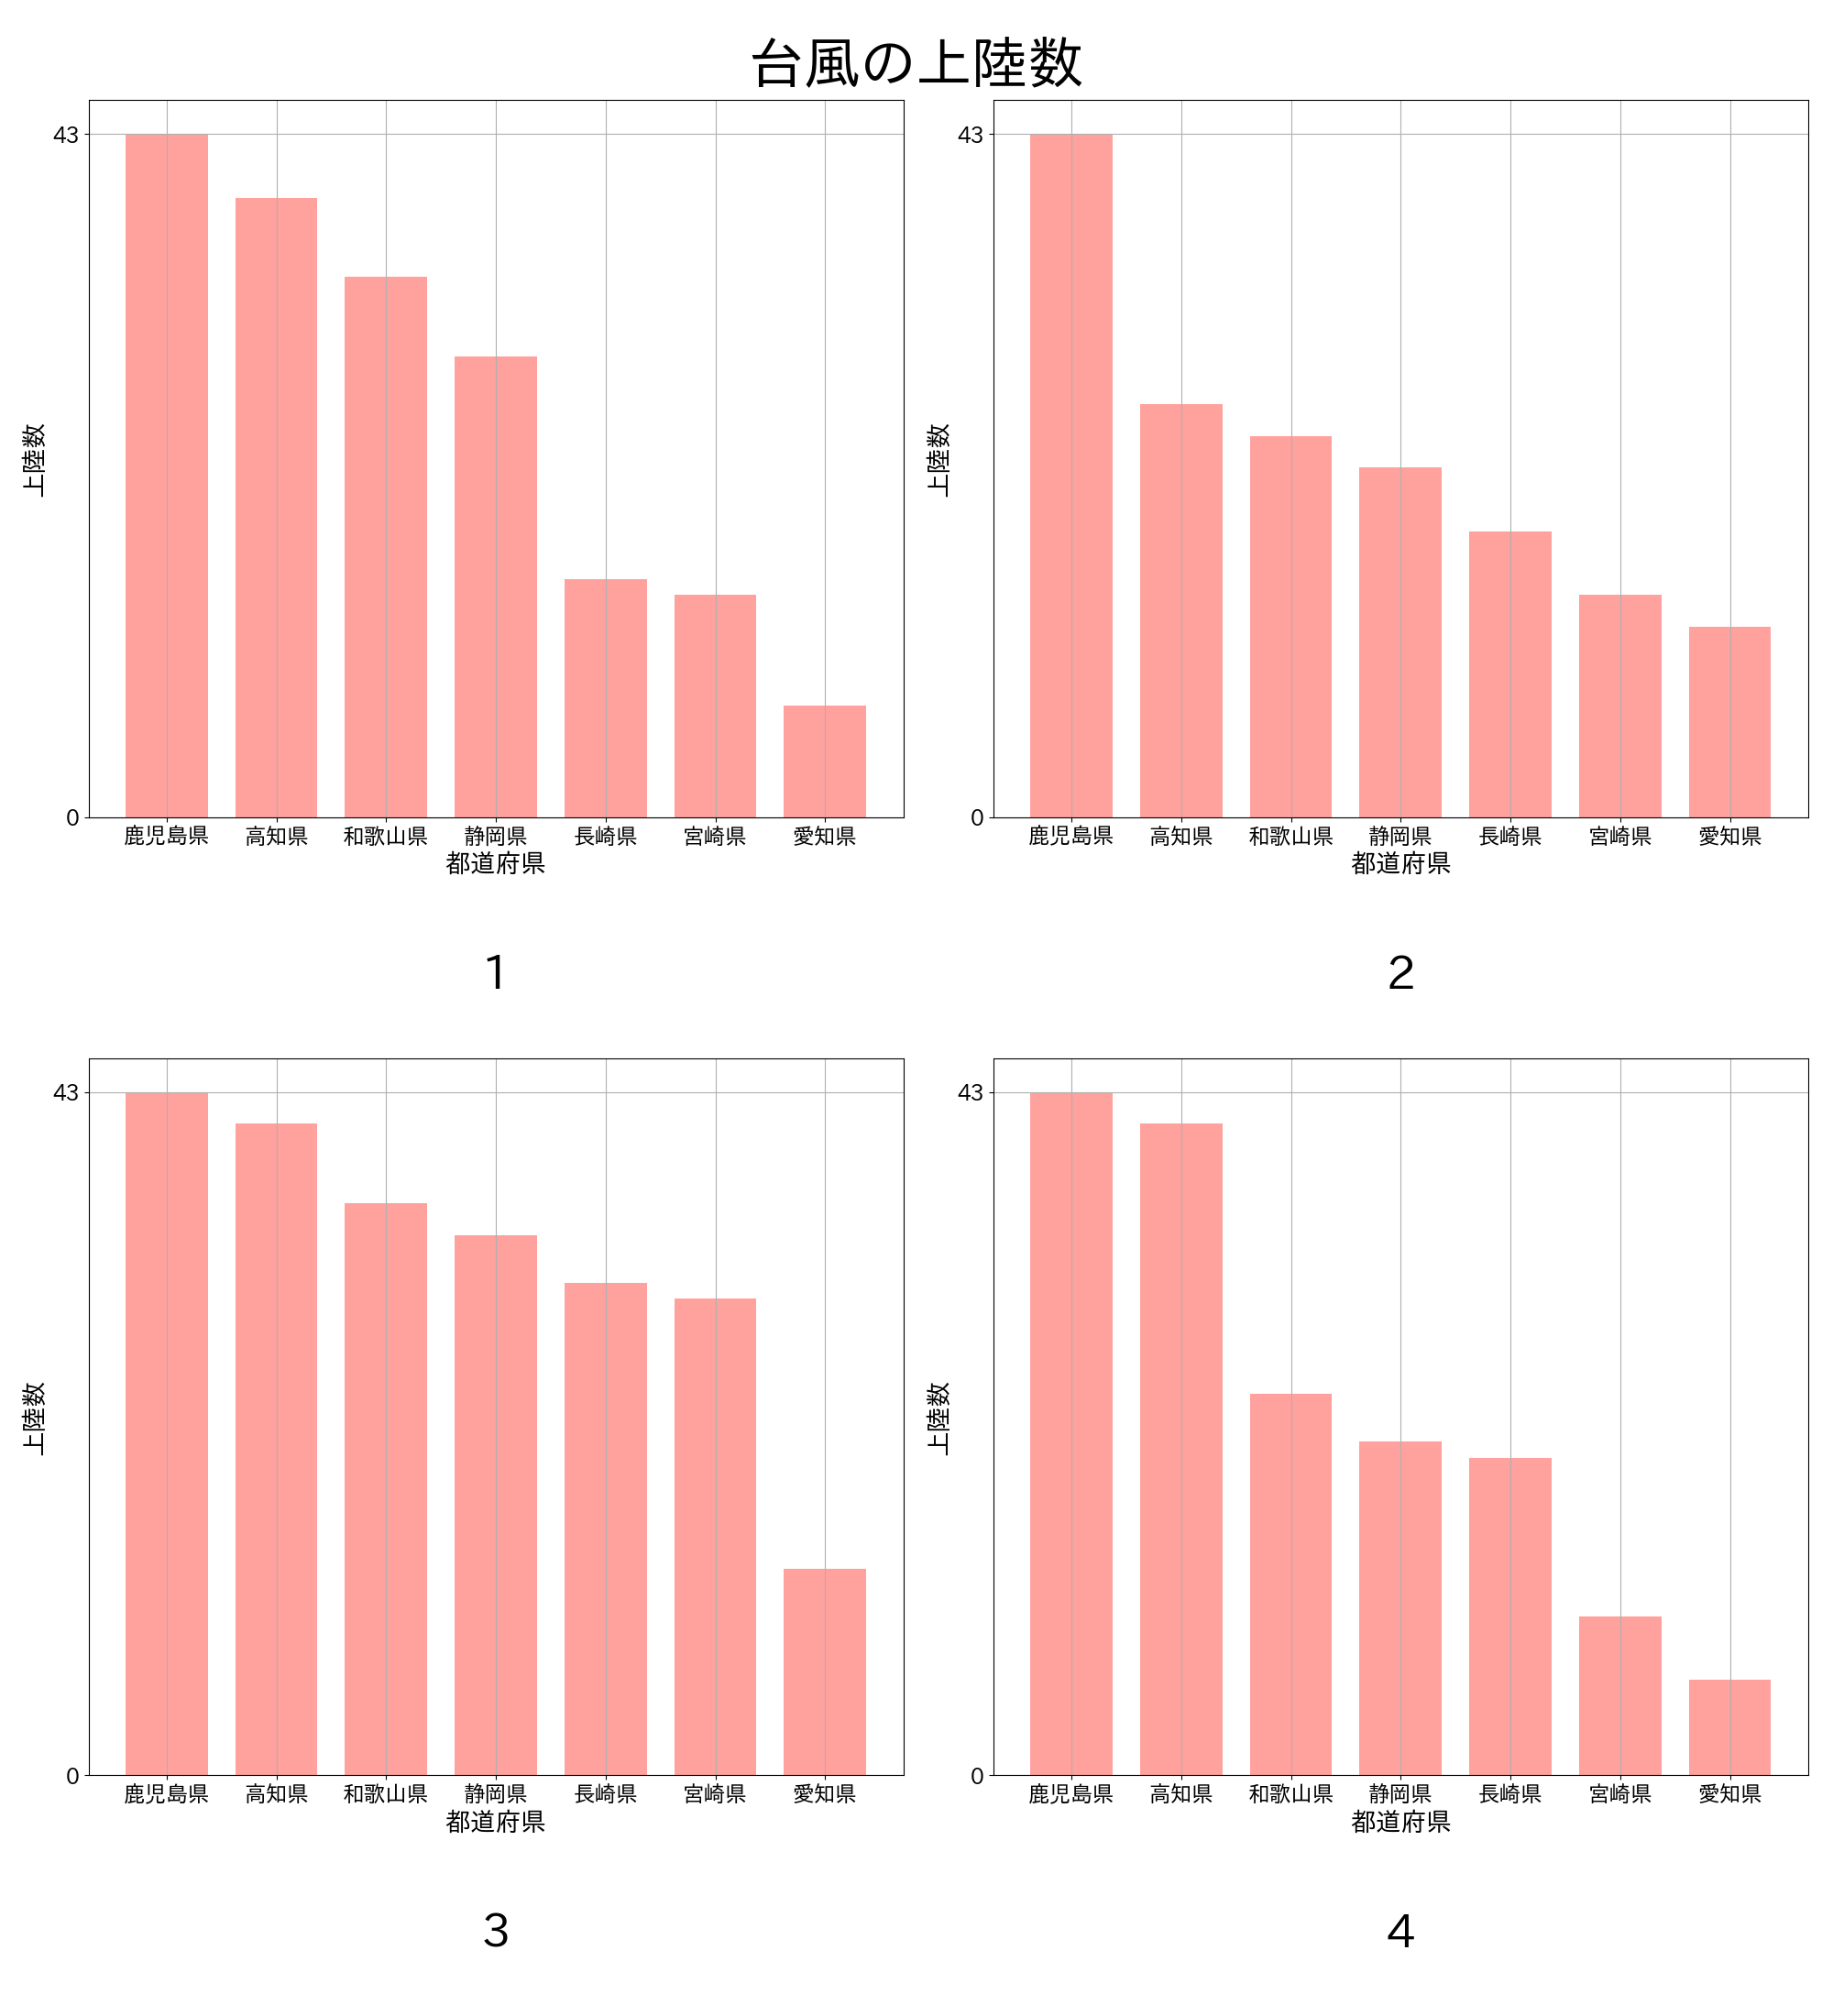 台風の上陸数
43
0
上陸数
鹿児島県 高知県 和歌山県 静岡県 長崎県 宮崎県 愛知県
都道府県
1
43
0
上陸数
鹿児島県 高知県 和歌山県 静岡県 長崎県 宮崎県 愛知県
都道府県
2
43
0
上陸数
鹿児島県 高知県 和歌山県 静岡県 長崎県 宮崎県 愛知県
都道府県
3
43
0
上陸数
鹿児島県 高知県 和歌山県 静岡県 長崎県 宮崎県 愛知県
都道府県
4